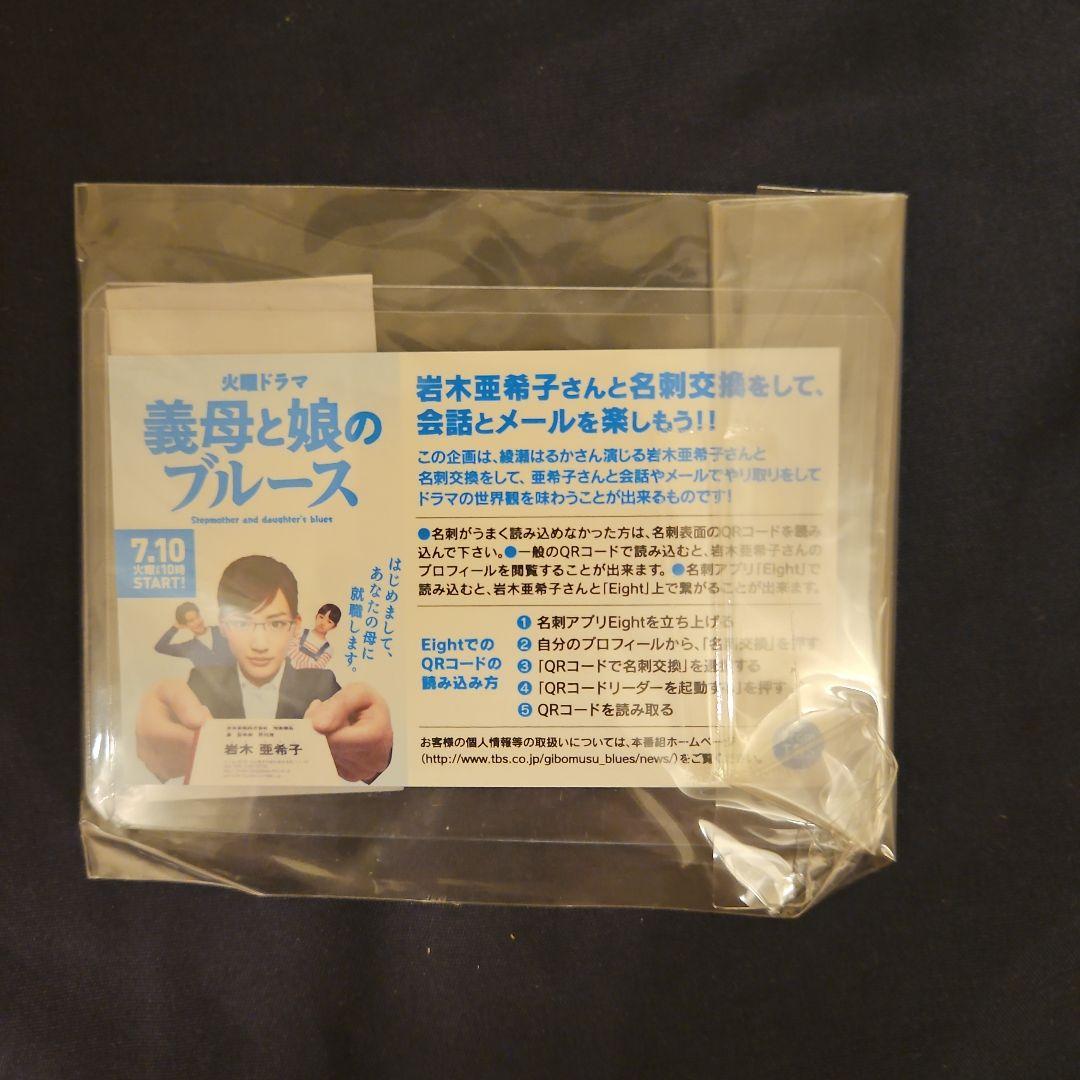 火曜ドラマ
義母と娘の
ブルース
Stepmother and daughter's blues
7.10
火曜よる10時
START!
はじめまして、
あなたの母に
就職します。
岩木 亜希子
岩木亜希子さんと名刺交換をして、
会話とメールを楽しもう!!
この企画は、綾瀬はるかさん演じる岩木亜希子さんと
名刺交換をして、亜希子さんと会話やメールでやり取りをして
ドラマの世界観を味わうことが出来るものです!
●名刺がうまく読み込めなかった方は、名刺表面のQRコードを読み
込んで下さい。●一般のQRコードで読み込むと、岩木亜希子さんの
プロフィールを閲覧することが出来ます。●名刺アプリ「Eight」で
読み込むと、岩木亜希子さんと「Eight」上で繋がることが出来ます。
Eightでの
QRコードの
読み込み方
❶ 名刺アプリEightを立ち上げる
❷ 自分のプロフィールから、「名刺交換」を押す
❸ 「QRコードで名刺交換」を選択する
❹ 「QRコードリーダーを起動する」を押す
❺ QRコードを読み取る
お客様の個人情報等の取扱いについては、本番組ホームページ
(http://www.tbs.co.jp/gibomusu_blues/news/)をご覧ください。